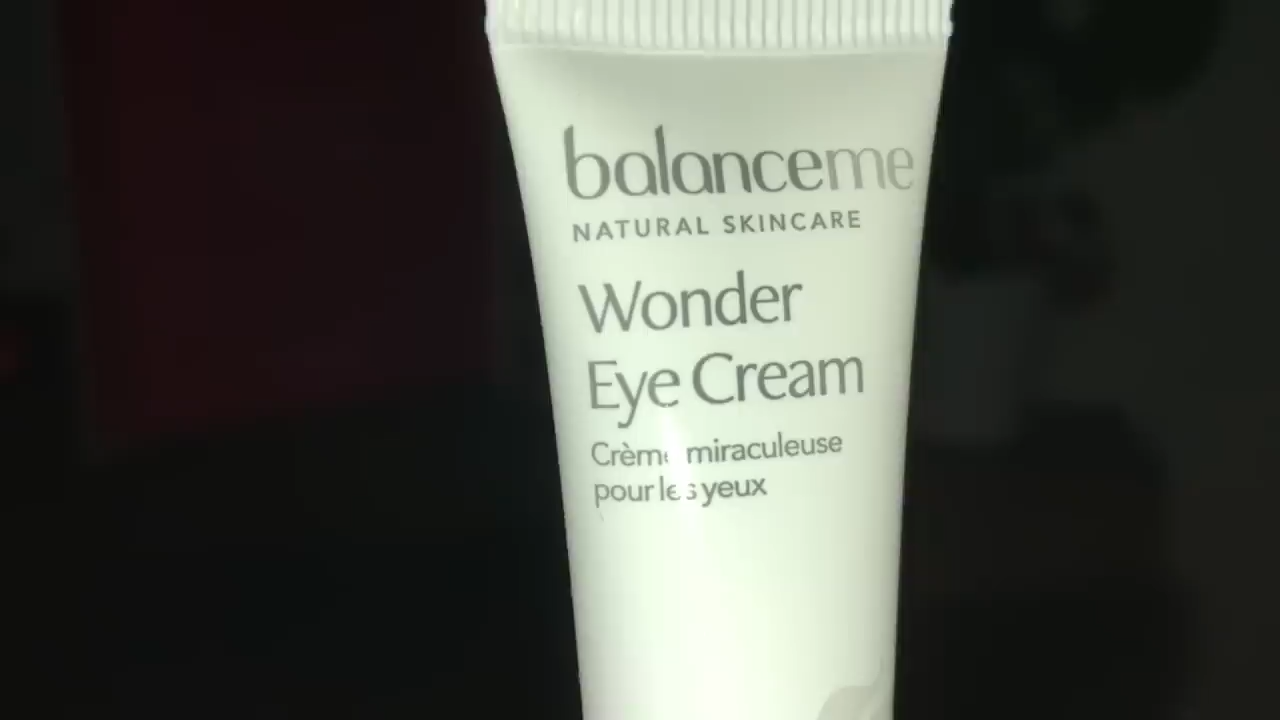 balanceme
NATURAL SKINCARE
Wonder
Eye Cream
Crème miraculeuse
pour les yeux